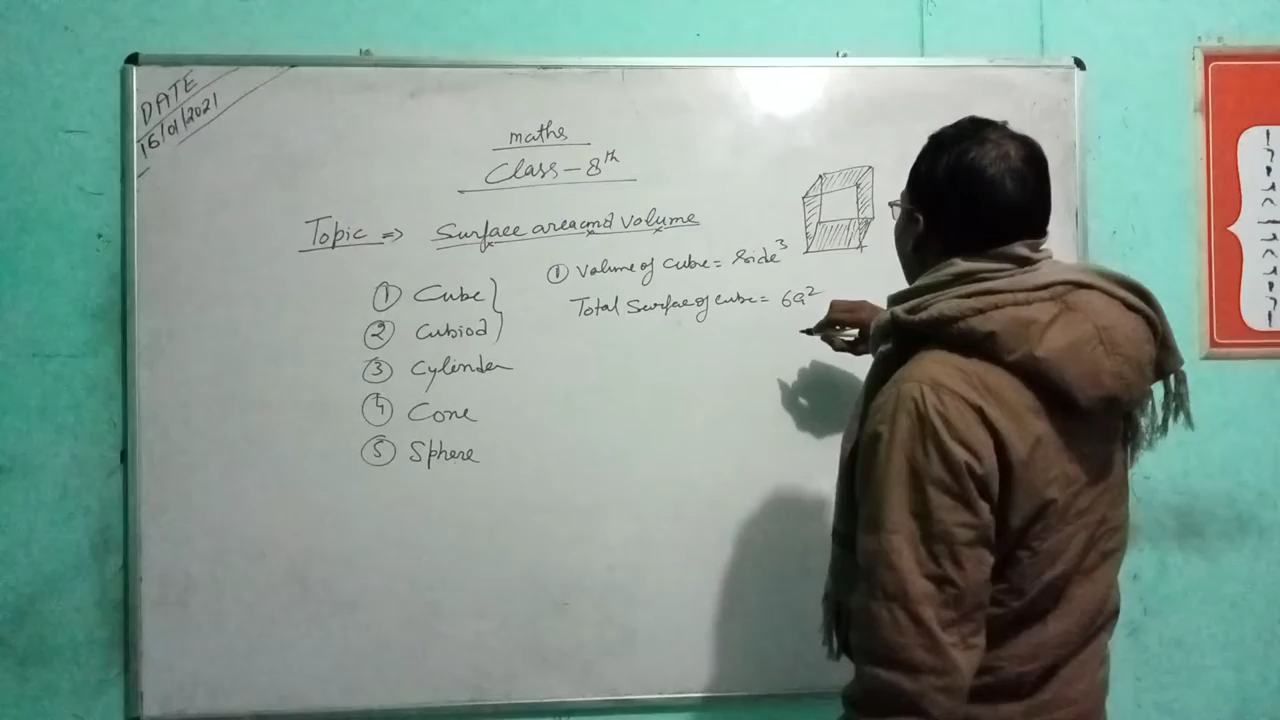 DATE
16/01/2021
maths
Class - 8th
Topic => Surface area and volume
① Cube
② Cubiod
③ Cylinder
④ Cone
⑤ Sphere
① Volume of Cube = Side³
Total Surface of cube = 6a²